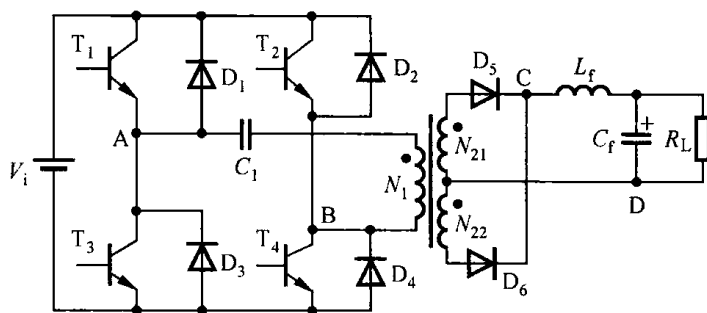 T1
T2
D1
D2
D5
C
Lf
A
C1
N21
Cf
+
RL
Vi
N1
B
D
N22
T3
T4
D3
D4
D6